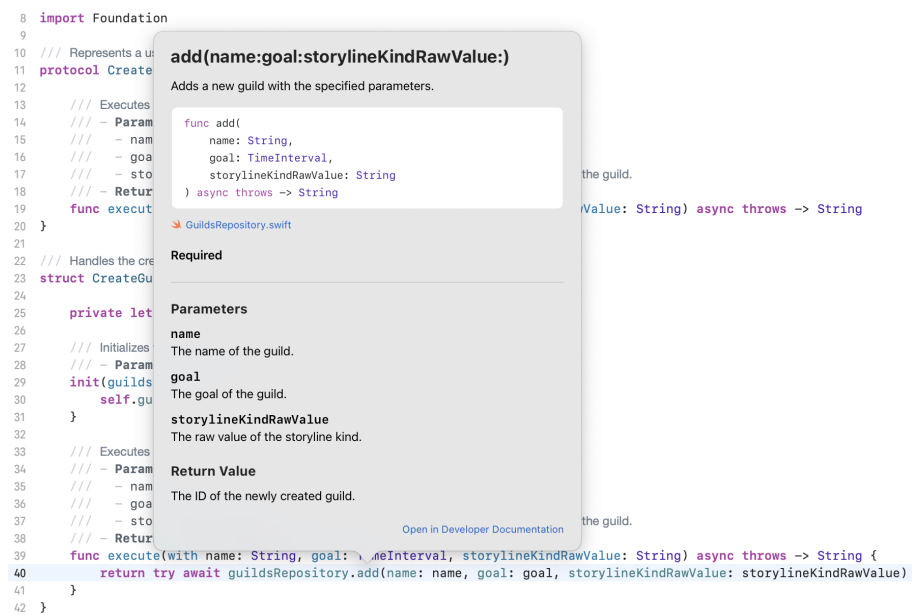 8 import Foundation
9
10 /// Represents a us
11 protocol Create
12
13 /// Executes
14 /// – Param
15 /// – nam
16 /// – goa
17 /// – sto the guild.
18 /// – Retur
19 func execut Value: String) async throws -> String
20 }
21
22 /// Handles the cre
23 struct CreateGu
24
25 private let
26
27 /// Initializes
28 /// – Param
29 init(guilds
30 self.gu
31 }
32
33 /// Executes
34 /// – Param
35 /// – nam
36 /// – goa
37 /// – sto the guild.
38 /// – Retur
39 func execute(with name: String, goal: TimeInterval, storylineKindRawValue: String) async throws -> String {
40 return try await guildsRepository.add(name: name, goal: goal, storylineKindRawValue: storylineKindRawValue)
41 }
42 }
add(name:goal:storylineKindRawValue:)
Adds a new guild with the specified parameters.
func add(
name: String,
goal: TimeInterval,
storylineKindRawValue: String
) async throws -> String
GuildsRepository.swift
Required
Parameters
name
The name of the guild.
goal
The goal of the guild.
storylineKindRawValue
The raw value of the storyline kind.
Return Value
The ID of the newly created guild.
Open in Developer Documentation